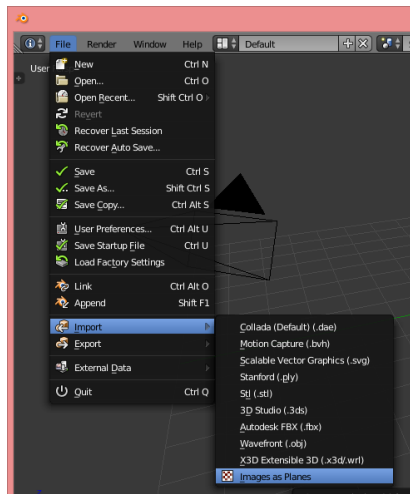 File Render Window Help Default
User
New Ctrl N
Open... Ctrl O
Open Recent... Shift Ctrl O
Revert
Recover Last Session
Recover Auto Save...
Save Ctrl S
Save As... Shift Ctrl S
Save Copy... Ctrl Alt S
User Preferences... Ctrl Alt U
Save Startup File Ctrl U
Load Factory Settings
Link Ctrl Alt O
Append Shift F1
Import
Export
External Data
Quit Ctrl Q
Collada (Default) (.dae)
Motion Capture (.bvh)
Scalable Vector Graphics (.svg)
Stanford (.ply)
Stl (.stl)
3D Studio (.3ds)
Autodesk FBX (.fbx)
Wavefront (.obj)
X3D Extensible 3D (.x3d/.wrl)
Images as Planes